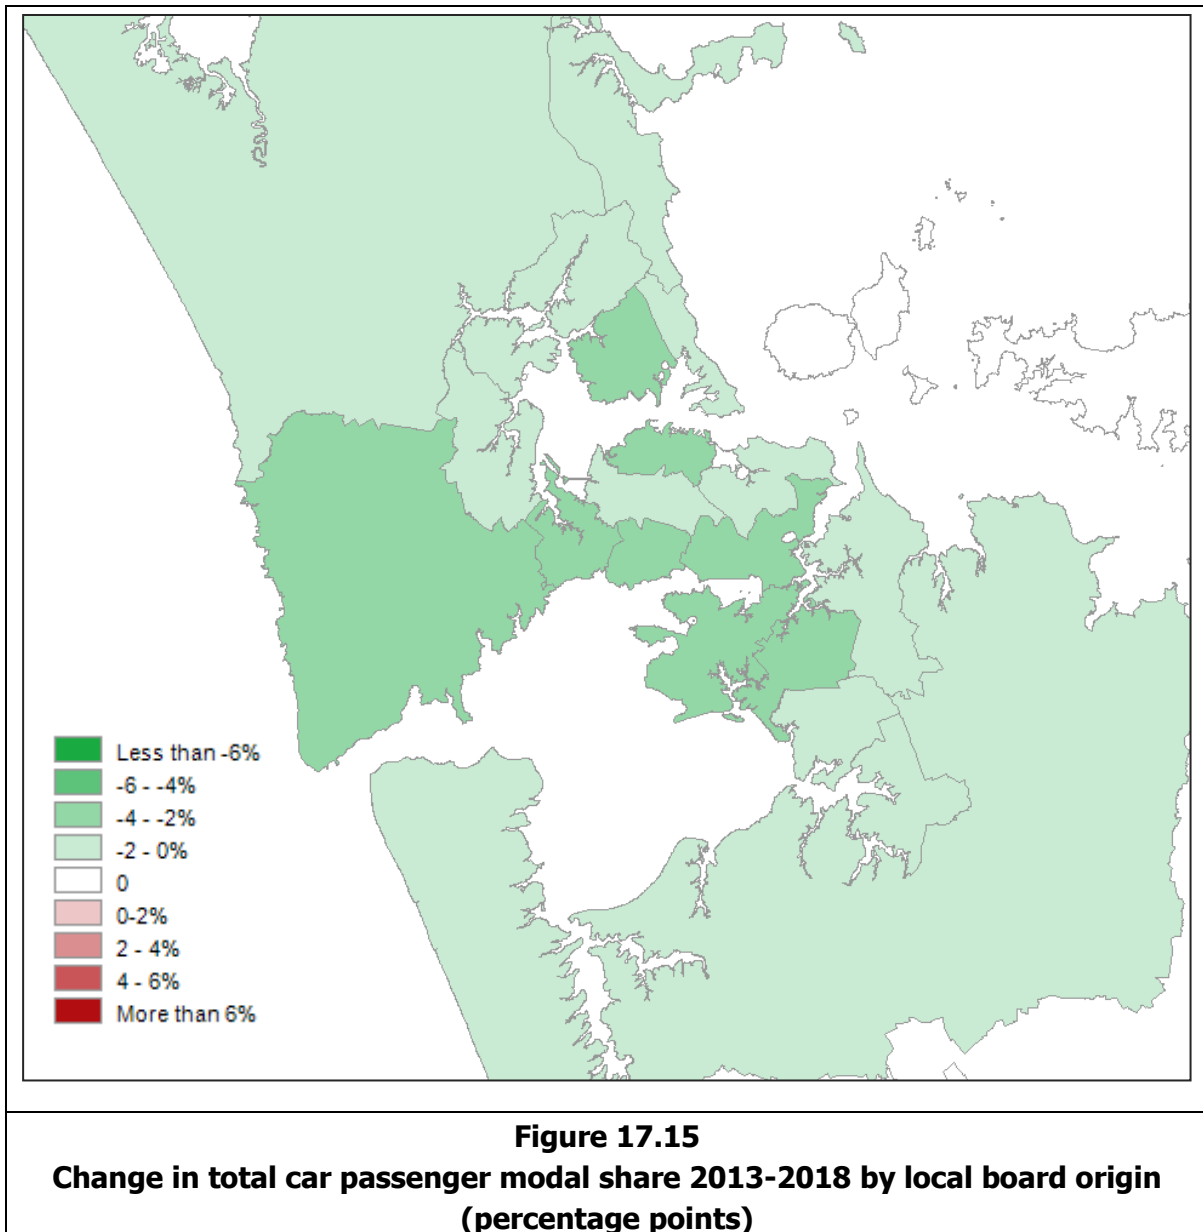 Less than -6%
-6 - -4%
-4 - -2%
-2 - 0%
0
0-2%
2 - 4%
4 - 6%
More than 6%
Figure 17.15
Change in total car passenger modal share 2013-2018 by local board origin
(percentage points)